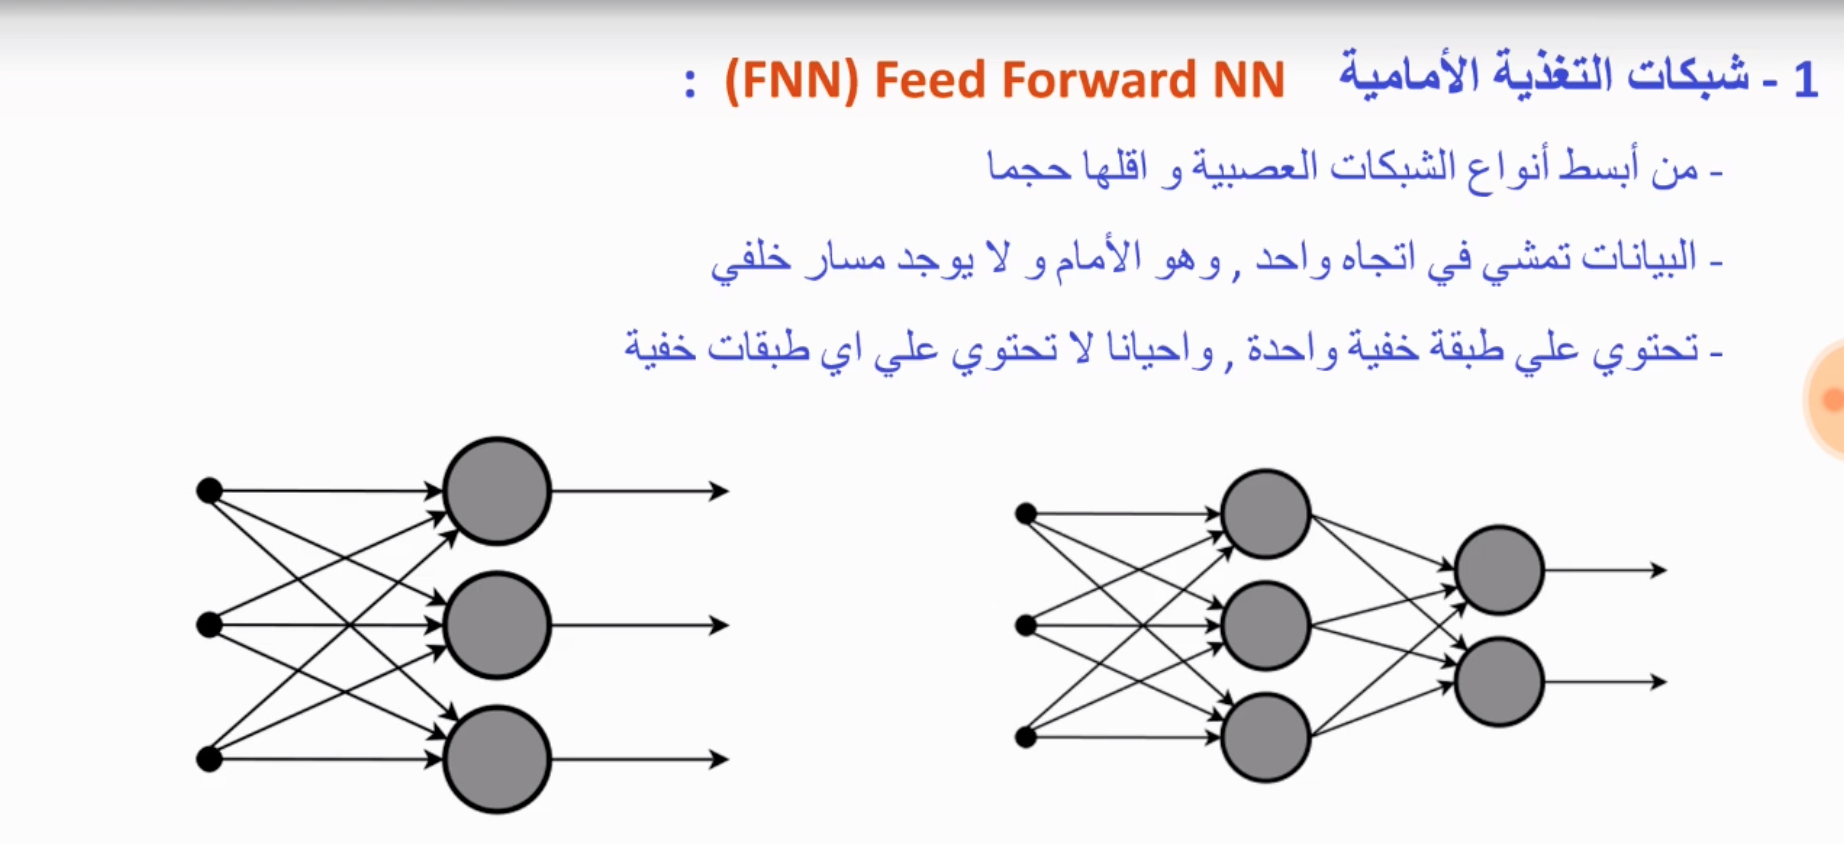 1 - شبكات التغذية الأمامية Feed Forward NN (FNN) :
- من أبسط أنواع الشبكات العصبية و اقلها حجما
- البيانات تمشي في اتجاه واحد , وهو الأمام و لا يوجد مسار خلفي
- تحتوي علي طبقة خفية واحدة , واحيانا لا تحتوي علي اي طبقات خفية